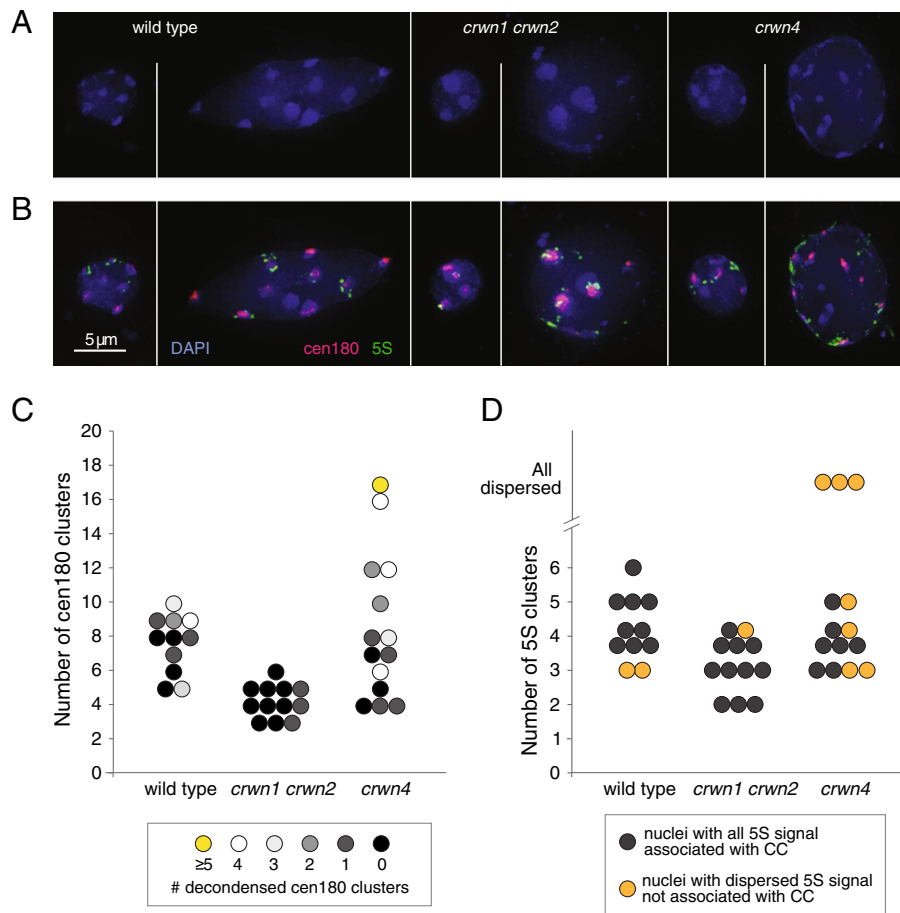 A
wild type
crwn1 crwn2
crwn4
B
5 µm
DAPI
cen180
5S
C
D
Number of cen180 clusters
20
18
16
14
12
10
8
6
4
2
0
wild type
crwn1 crwn2
crwn4
≥5
4
3
2
1
0
# decondensed cen180 clusters
All
dispersed
Number of 5S clusters
6
5
4
3
2
1
0
wild type
crwn1 crwn2
crwn4
nuclei with all 5S signal
associated with CC
nuclei with dispersed 5S signal
not associated with CC